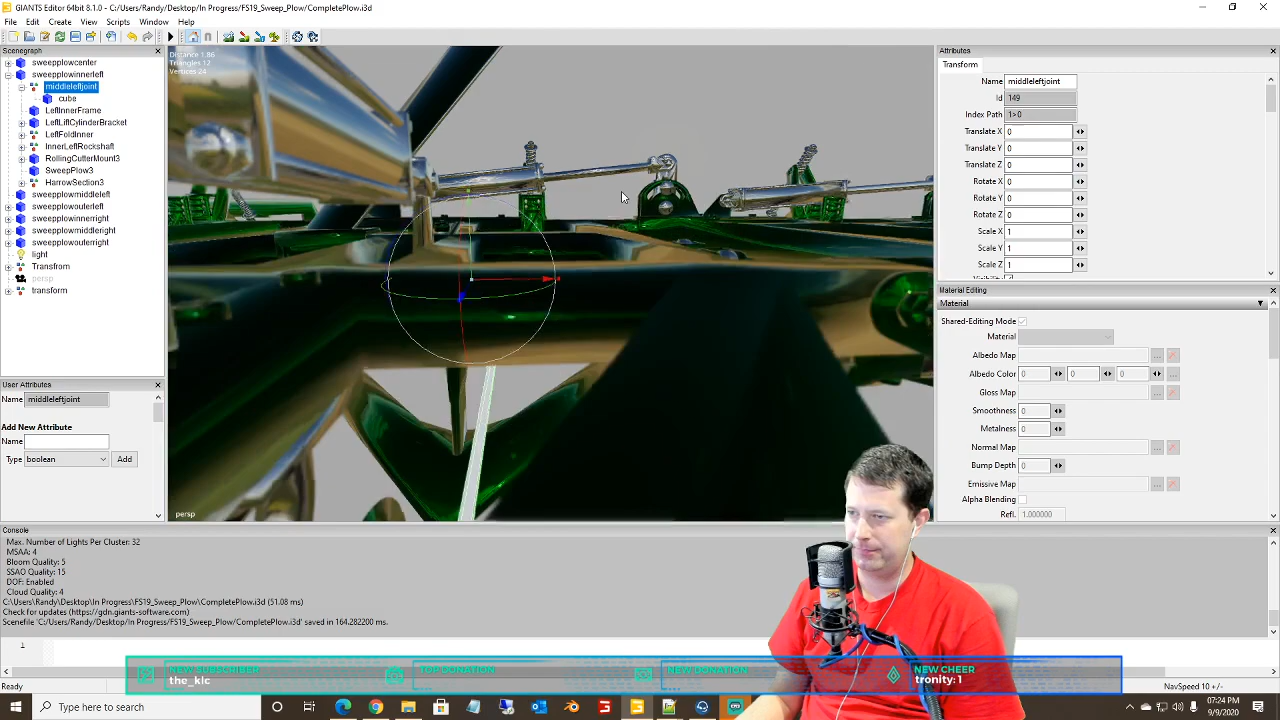 GIANTS Editor 64bit 8.1.0 - C:/Users/Randy/Desktop/In Progress/FS19_Sweep_Plow/CompletePlow.i3d
File Edit Create View Scripts Window Help
Scenegraph
sweepplowcenter
sweepplowinnerleft
middleleftjoint
cube
LeftInnerFrame
LeftLiftCylinderBracket
LeftFoldInner
InnerLeftRockshaft
RollingCutterMount3
SweepPlow3
HarrowSection3
sweepplowmiddleleft
sweepplowouterleft
sweepplowinnerright
sweepplowmiddleright
sweepplowouterright
light
Transfrom
persp
transform
User Attributes
Name middleleftjoint
Add New Attribute
Name
Type boolean Add
Distance 1.86
Triangles 12
Vertices 24
persp
Attributes
Transform
Name middleleftjoint
Id 149
Index Path 1>0
Translate X 0
Translate Y 0
Translate Z 0
Rotate X 0
Rotate Y 0
Rotate Z 0
Scale X 1
Scale Y 1
Scale Z 1
Material Editing
Material
Shared-Editing Mode
Material
Albedo Map ...
Albedo Color 0 0 0 ...
Gloss Map ...
Smoothness 0
Metalness 0
Normal Map ...
Bump Depth 0
Emissive Map ...
Alpha Blending
Refl. 1.000000
Console
Max. Number of Lights Per Cluster: 32
MSAA: 4
Bloom Quality: 5
SSAO Quality: 15
DOF: Enabled
Cloud Quality: 4
C:\Users\Randy\Desktop\In Progress\FS19_Sweep_Plow\CompletePlow.i3d (51.08 ms)
Check for updates (https://gdn.giants-software.com)
Scenefile 'C:/Users/Randy/Desktop/In Progress/FS19_Sweep_Plow/CompletePlow.i3d' saved in 164.282200 ms.
1
NEW SUBSCRIBER
the_klc
TOP DONATION
NEW DONATION
NEW CHEER
tronity: 1
Ready
NavSpeed 10 +/-
Type here to search
07:24 PM
9/9/2020